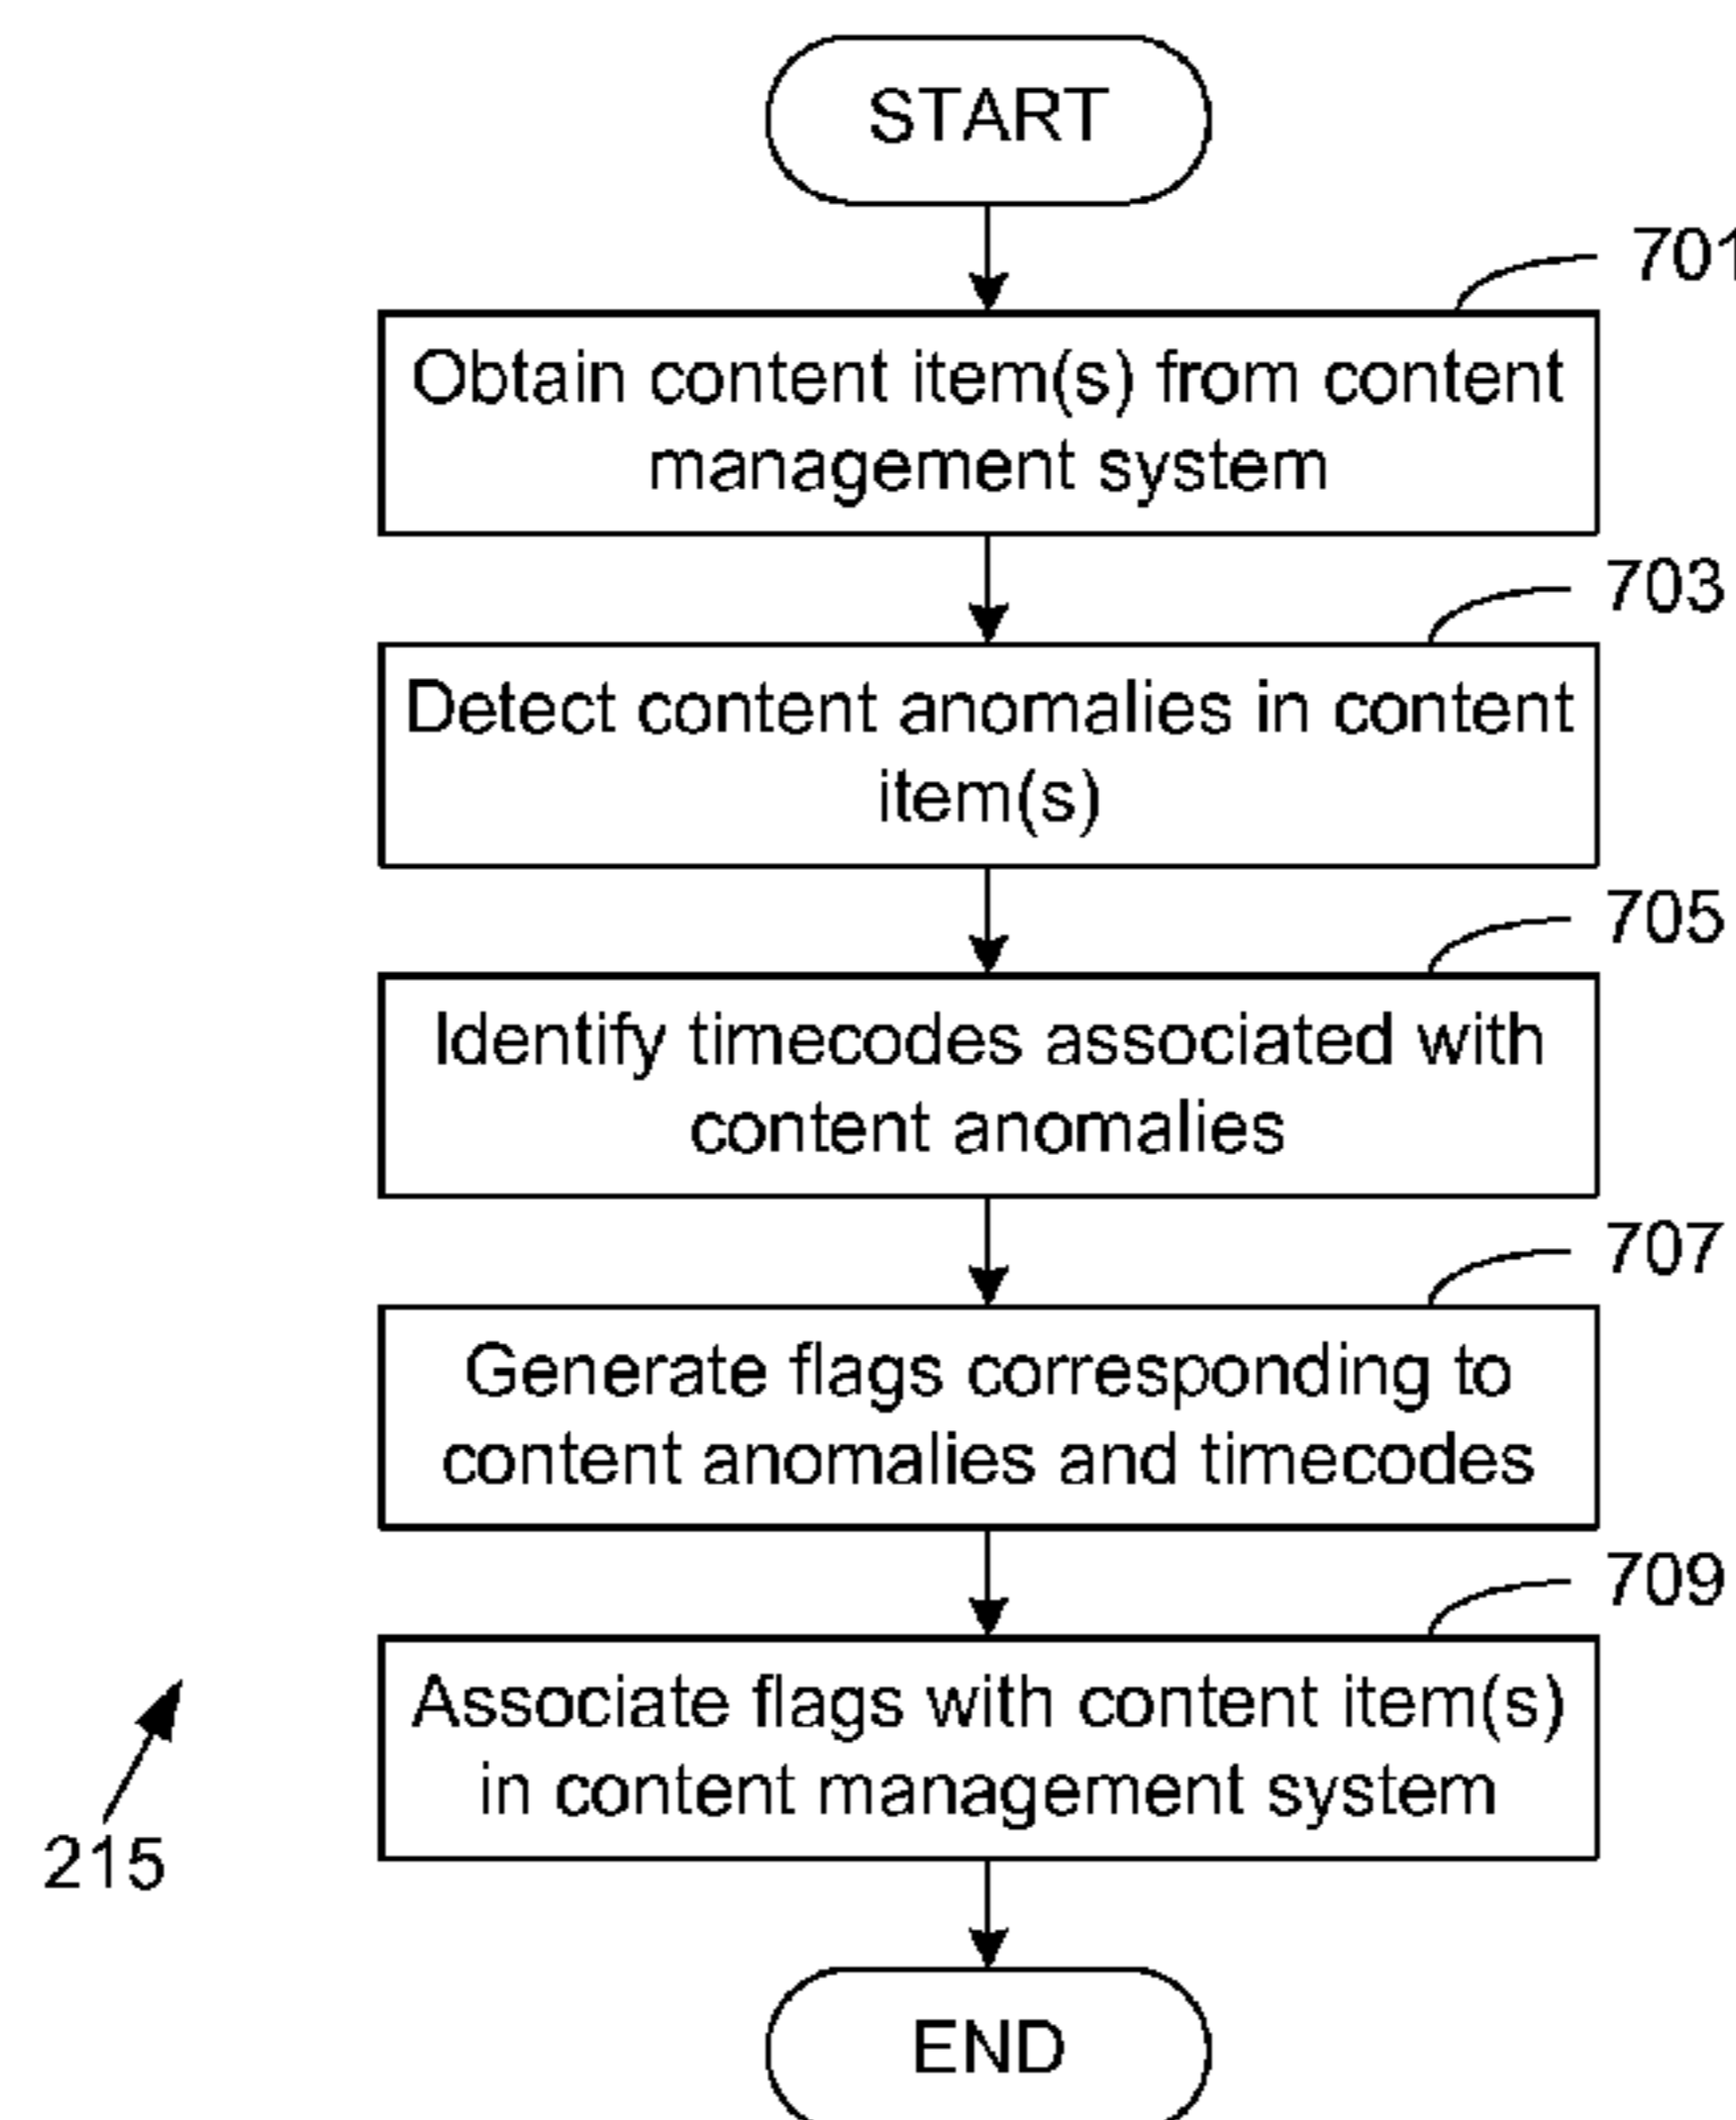 START
701
Obtain content item(s) from content
management system
703
Detect content anomalies in content
item(s)
705
Identify timecodes associated with
content anomalies
707
Generate flags corresponding to
content anomalies and timecodes
709
Associate flags with content item(s)
in content management system
215
END